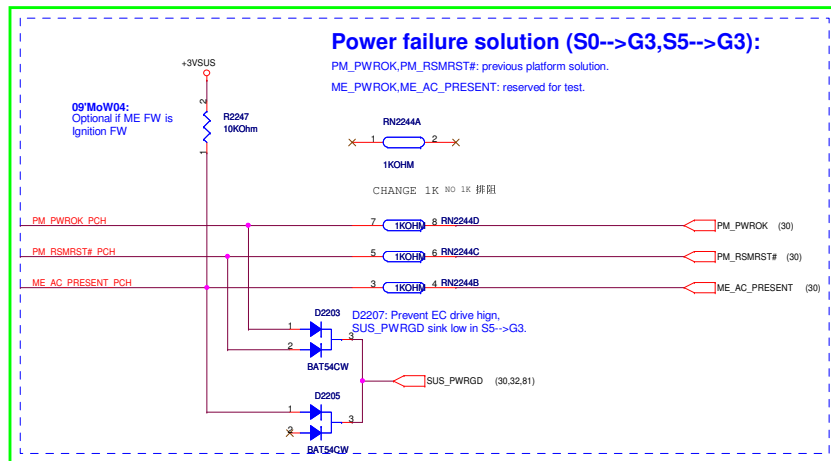 Power failure solution (S0-->G3,S5-->G3):
PM_PWROK,PM_RSMRST#: previous platform solution.
ME_PWROK,ME_AC_PRESENT: reserved for test.
+3VSUS
09'MoW04:
Optional if ME FW is
Ignition FW
2
R2247
10KOhm
1
RN2244A
1 2
1KOHM
CHANGE 1K NO 1K 排阻
PM_PWROK_PCH 7 1KOHM 8 RN2244D PM_PWROK (30)
PM_RSMRST#_PCH 5 1KOHM 6 RN2244C PM_RSMRST# (30)
ME_AC_PRESENT_PCH 3 1KOHM 4 RN2244B ME_AC_PRESENT (30)
D2203
D2207: Prevent EC drive hign,
SUS_PWRGD sink low in S5-->G3.
1
2 3
BAT54CW
SUS_PWRGD (30,32,81)
D2205
1
2 3
BAT54CW